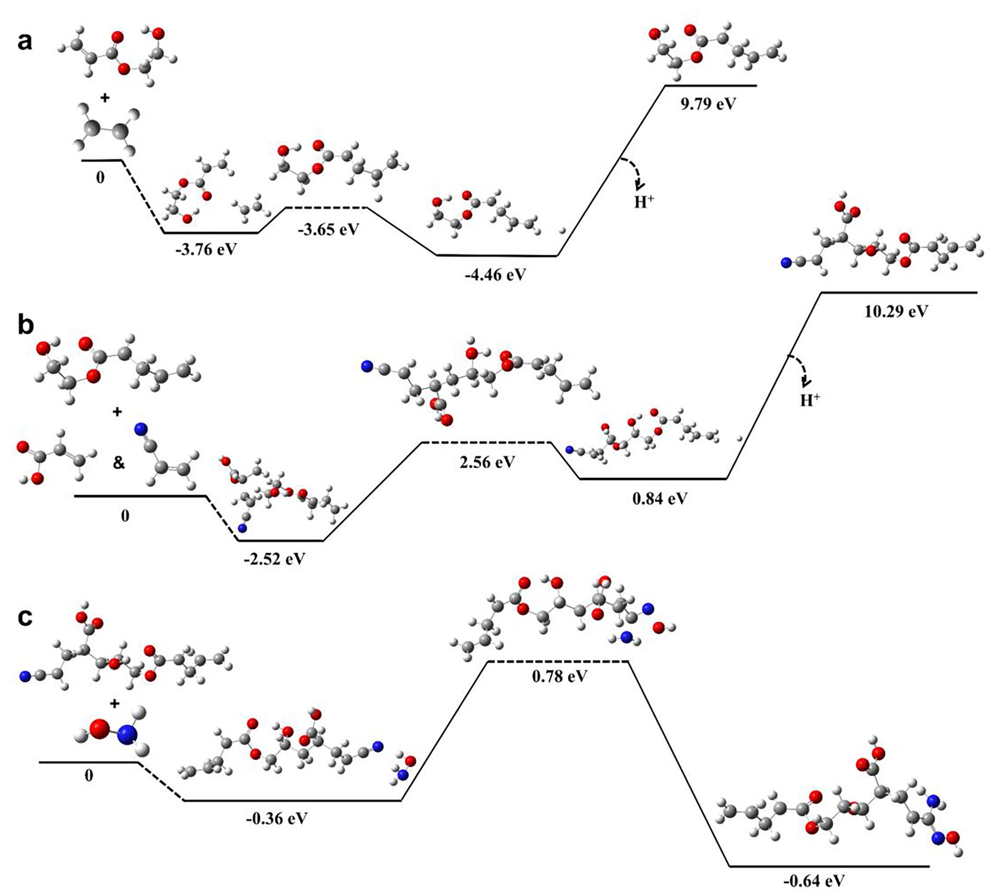 a
+
0
-3.76 eV
-3.65 eV
-4.46 eV
H⁺
9.79 eV
b
+
&
0
-2.52 eV
2.56 eV
0.84 eV
H⁺
10.29 eV
c
+
0
-0.36 eV
0.78 eV
-0.64 eV